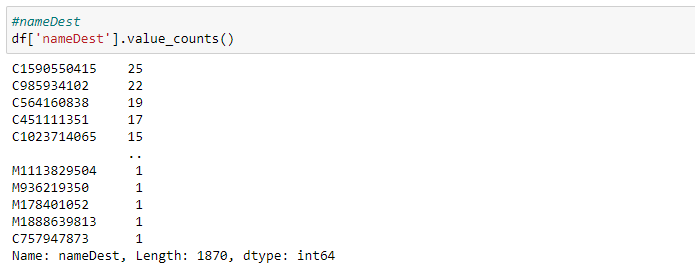 #nameDest
df['nameDest'].value_counts()
C1590550415    25
C985934102     22
C564160838     19
C451111351     17
C1023714065    15
               ..
M1113829504     1
M936219350      1
M178401052      1
M1888639813     1
C757947873      1
Name: nameDest, Length: 1870, dtype: int64